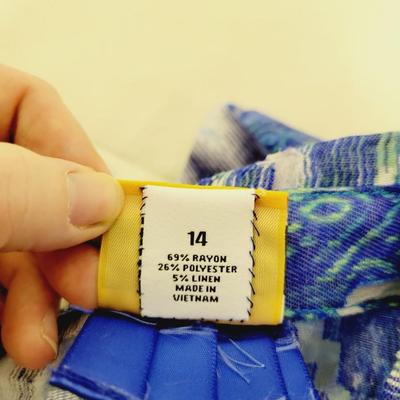 14
69% RAYON
26% POLYESTER
5% LINEN
MADE IN
VIETNAM